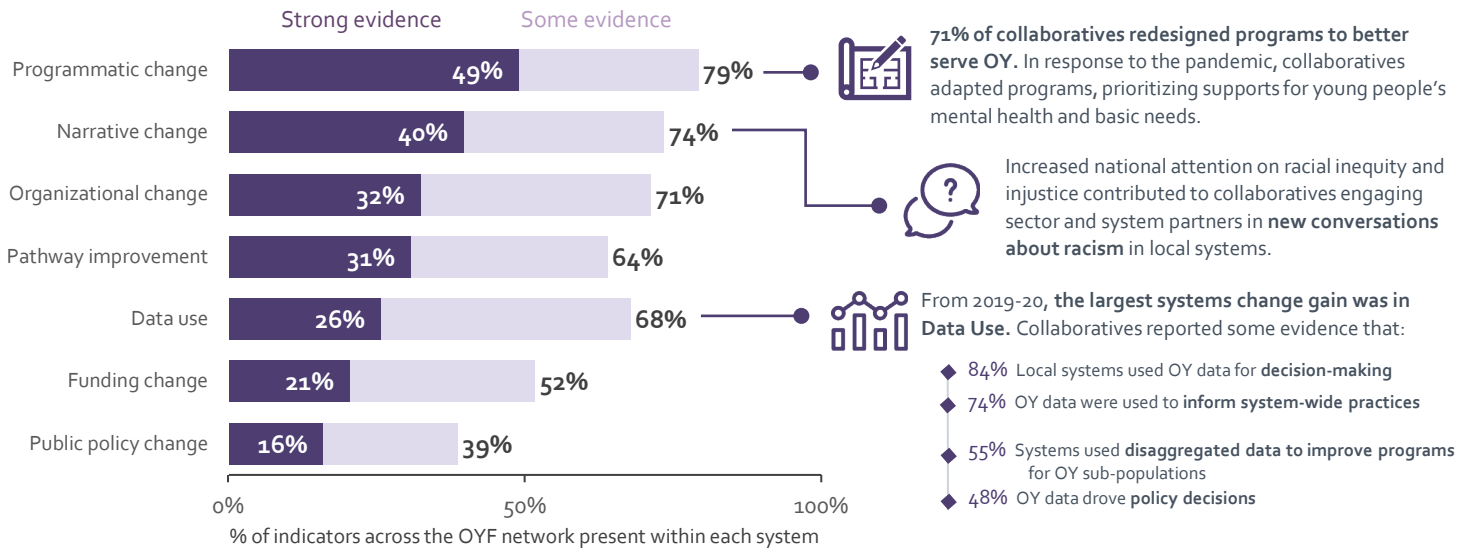 Strong evidence
Some evidence
Programmatic change
49%
79%
Narrative change
40%
74%
Organizational change
32%
71%
Pathway improvement
31%
64%
Data use
26%
68%
Funding change
21%
52%
Public policy change
16%
39%
0%
50%
100%
% of indicators across the OYF network present within each system
71% of collaboratives redesigned programs to better
serve OY. In response to the pandemic, collaboratives
adapted programs, prioritizing supports for young people's
mental health and basic needs.
?
Increased national attention on racial inequity and
injustice contributed to collaboratives engaging
sector and system partners in new conversations
about racism in local systems.
From 2019-20, the largest systems change gain was in
Data Use. Collaboratives reported some evidence that:
84% Local systems used OY data for decision-making
74% OY data were used to inform system-wide practices
55% Systems used disaggregated data to improve programs
for OY sub-populations
48% OY data drove policy decisions